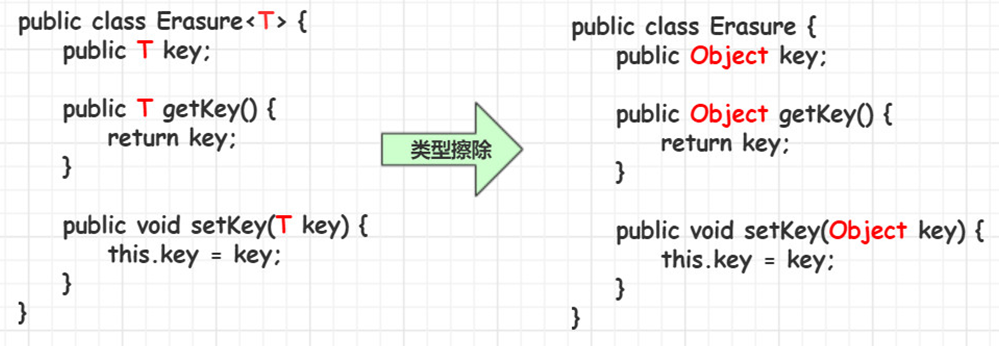 public class Erasure<T> {
public T key;
public T getKey() {
return key;
}
public void setKey(T key) {
this.key = key;
}
}
类型擦除
public class Erasure {
public Object key;
public Object getKey() {
return key;
}
public void setKey(Object key) {
this.key = key;
}
}